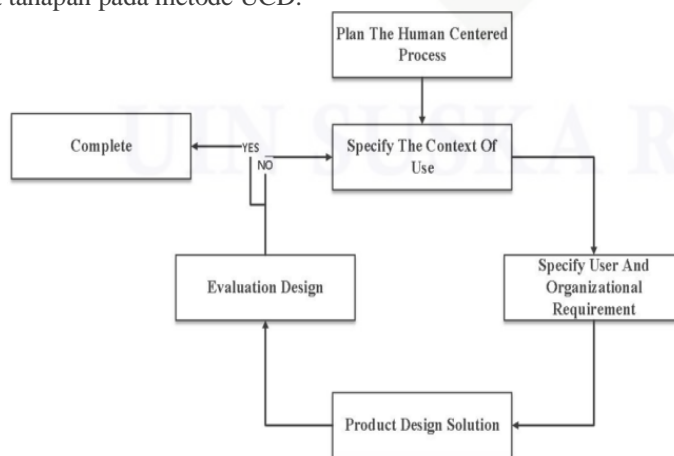 tahapan pada metode UCD.
Plan The Human Centered
Process
UIN SUSKA R
Complete
YES
NO
Specify The Context Of
Use
Evaluation Design
Specify User And
Organizational
Requirement
Product Design Solution